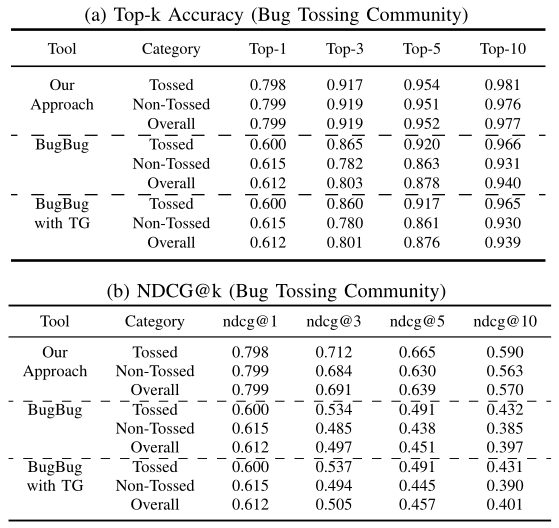 (a) Top-k Accuracy (Bug Tossing Community)
Tool Category Top-1 Top-3 Top-5 Top-10
Our Tossed 0.798 0.917 0.954 0.981
Approach Non-Tossed 0.799 0.919 0.951 0.976
Overall 0.799 0.919 0.952 0.977
BugBug Tossed 0.600 0.865 0.920 0.966
Non-Tossed 0.615 0.782 0.863 0.931
Overall 0.612 0.803 0.878 0.940
BugBug Tossed 0.600 0.860 0.917 0.965
with TG Non-Tossed 0.615 0.780 0.861 0.930
Overall 0.612 0.801 0.876 0.939
(b) NDCG@k (Bug Tossing Community)
Tool Category ndcg@1 ndcg@3 ndcg@5 ndcg@10
Our Tossed 0.798 0.712 0.665 0.590
Approach Non-Tossed 0.799 0.684 0.630 0.563
Overall 0.799 0.691 0.639 0.570
BugBug Tossed 0.600 0.534 0.491 0.432
Non-Tossed 0.615 0.485 0.438 0.385
Overall 0.612 0.497 0.451 0.397
BugBug Tossed 0.600 0.537 0.491 0.431
with TG Non-Tossed 0.615 0.494 0.445 0.390
Overall 0.612 0.505 0.457 0.401